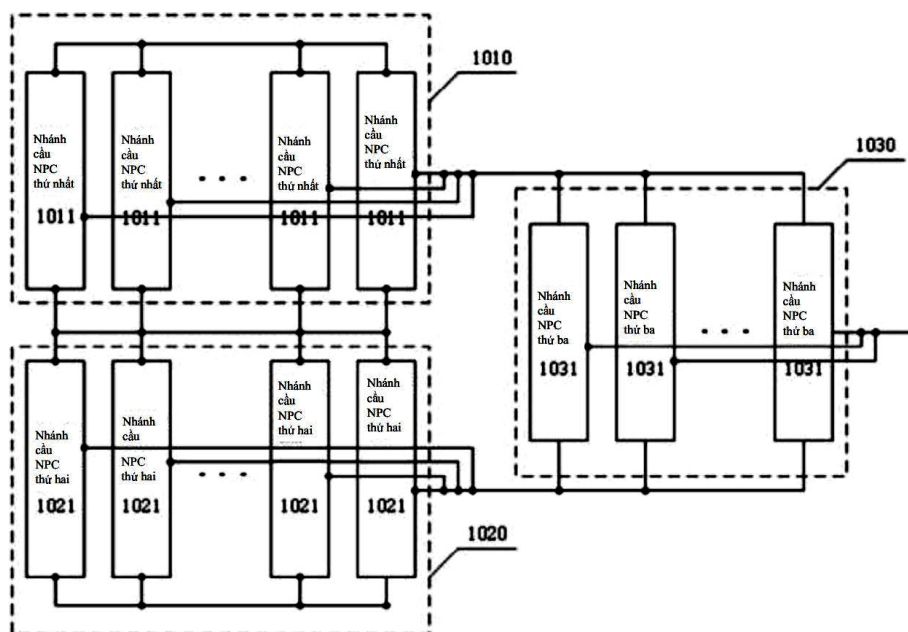 1010
Nhánh
cầu
NPC
thứ nhất
1011
Nhánh
cầu
NPC
thứ nhất
1011
Nhánh
cầu
NPC
thứ nhất
1011
Nhánh
cầu
NPC
thứ nhất
1011
1030
Nhánh
cầu
NPC
thứ ba
1031
Nhánh
cầu
NPC
thứ ba
1031
Nhánh
cầu
NPC
thứ ba
1031
Nhánh
cầu
NPC
thứ hai
1021
Nhánh
cầu
NPC
thứ hai
1021
Nhánh
cầu
NPC
thứ hai
1021
Nhánh
cầu
NPC
thứ hai
1021
1020